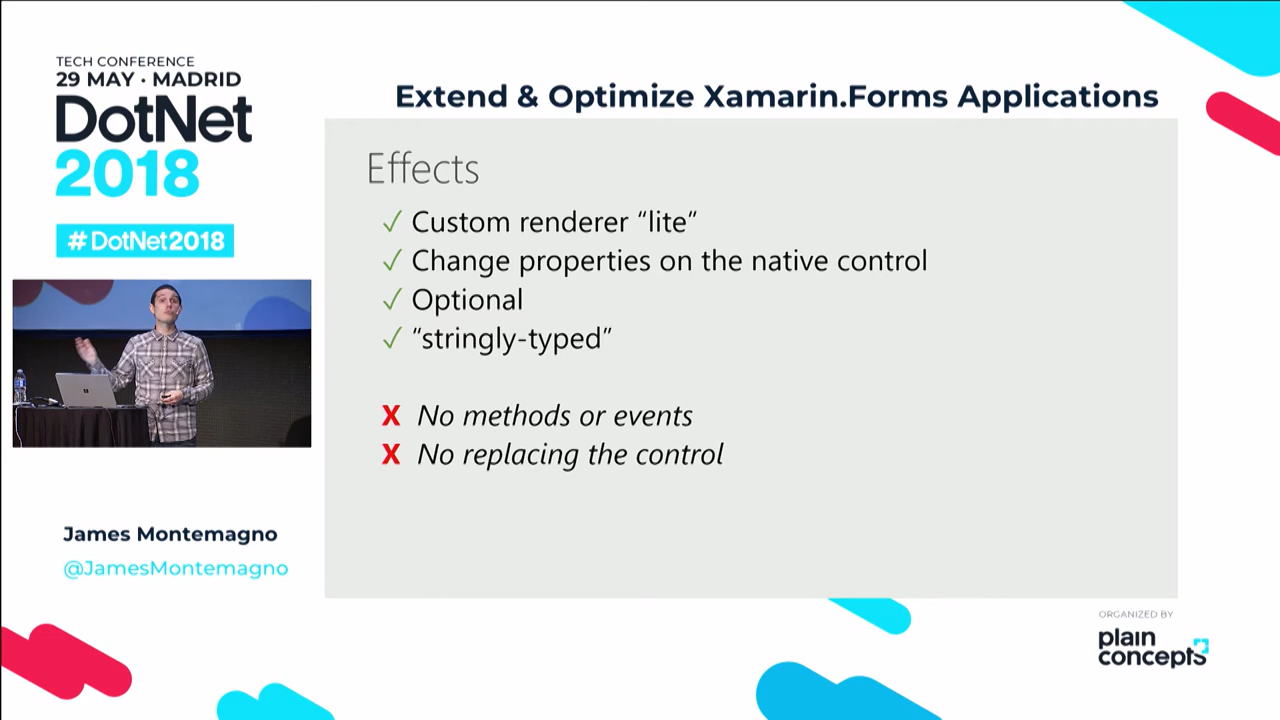 TECH CONFERENCE
29 MAY · MADRID
DotNet
2018
#DotNet2018
James Montemagno
@JamesMontemagno
Extend & Optimize Xamarin.Forms Applications
Effects
✓ Custom renderer “lite”
✓ Change properties on the native control
✓ Optional
✓ “stringly-typed”
X No methods or events
X No replacing the control
ORGANIZED BY
plain
concepts